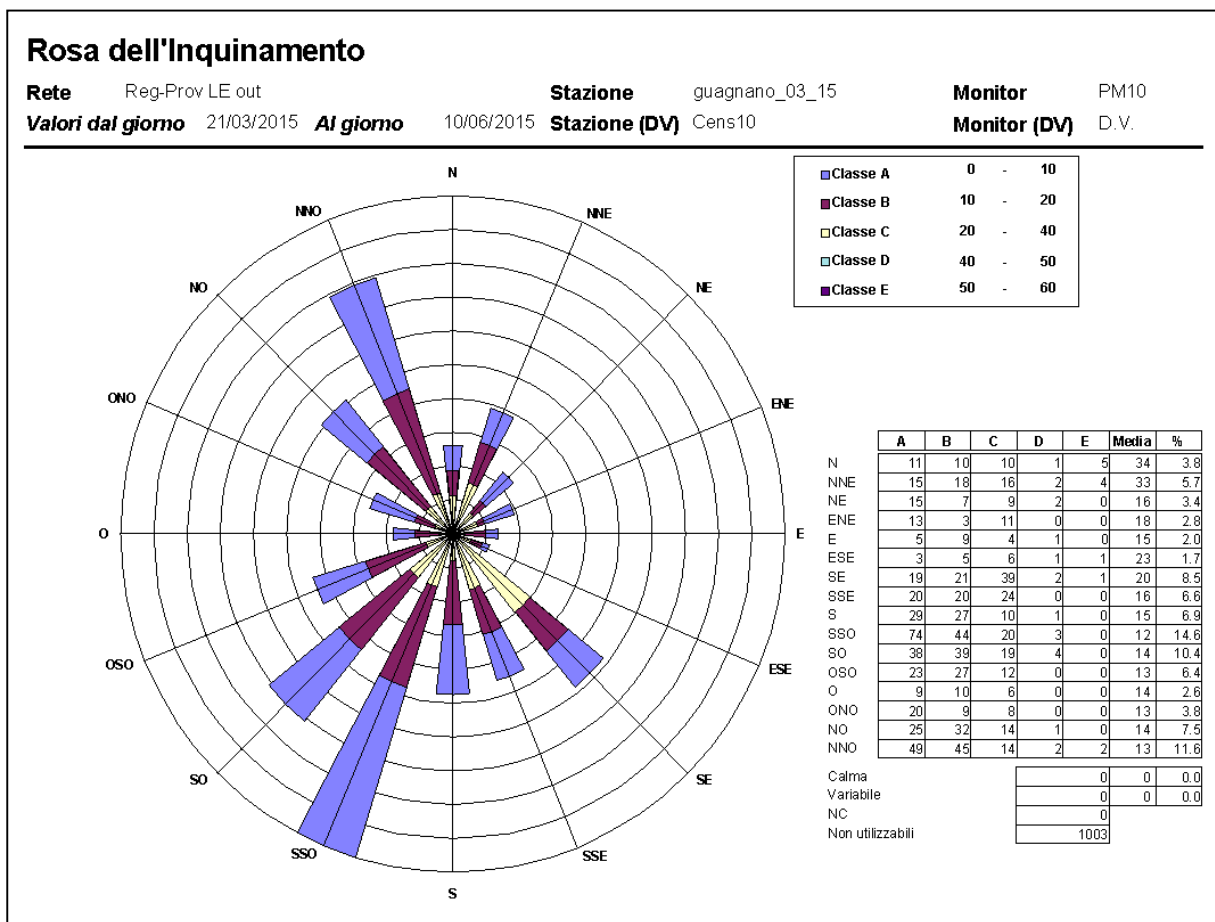 Rosa dell'Inquinamento
Rete Reg-Prov LE out Stazione guagnano_03_15 Monitor PM10
Valori dal giorno 21/03/2015 Al giorno 10/06/2015 Stazione (DV) Cens10 Monitor (DV) D.V.
Classe A 0 - 10
Classe B 10 - 20
Classe C 20 - 40
Classe D 40 - 50
Classe E 50 - 60
N
NNE
NE
ENE
E
ESE
SE
SSE
S
SSO
SO
OSO
O
ONO
NO
NNO
A B C D E Media %
N 11 10 10 1 5 34 3.8
NNE 15 18 16 2 4 33 5.7
NE 15 7 9 2 0 16 3.4
ENE 13 3 11 0 0 18 2.8
E 5 9 4 1 0 15 2.0
ESE 3 5 6 1 1 23 1.7
SE 19 21 39 2 1 20 8.5
SSE 20 20 24 0 0 16 6.6
S 29 27 10 1 0 15 6.9
SSO 74 44 20 3 0 12 14.6
SO 38 39 19 4 0 14 10.4
OSO 23 27 12 0 0 13 6.4
O 9 10 6 0 0 14 2.6
ONO 20 9 8 0 0 13 3.8
NO 25 32 14 1 0 14 7.5
NNO 49 45 14 2 2 13 11.6
Calma 0 0 0.0
Variabile 0 0 0.0
NC 0
Non utilizzabili 1003